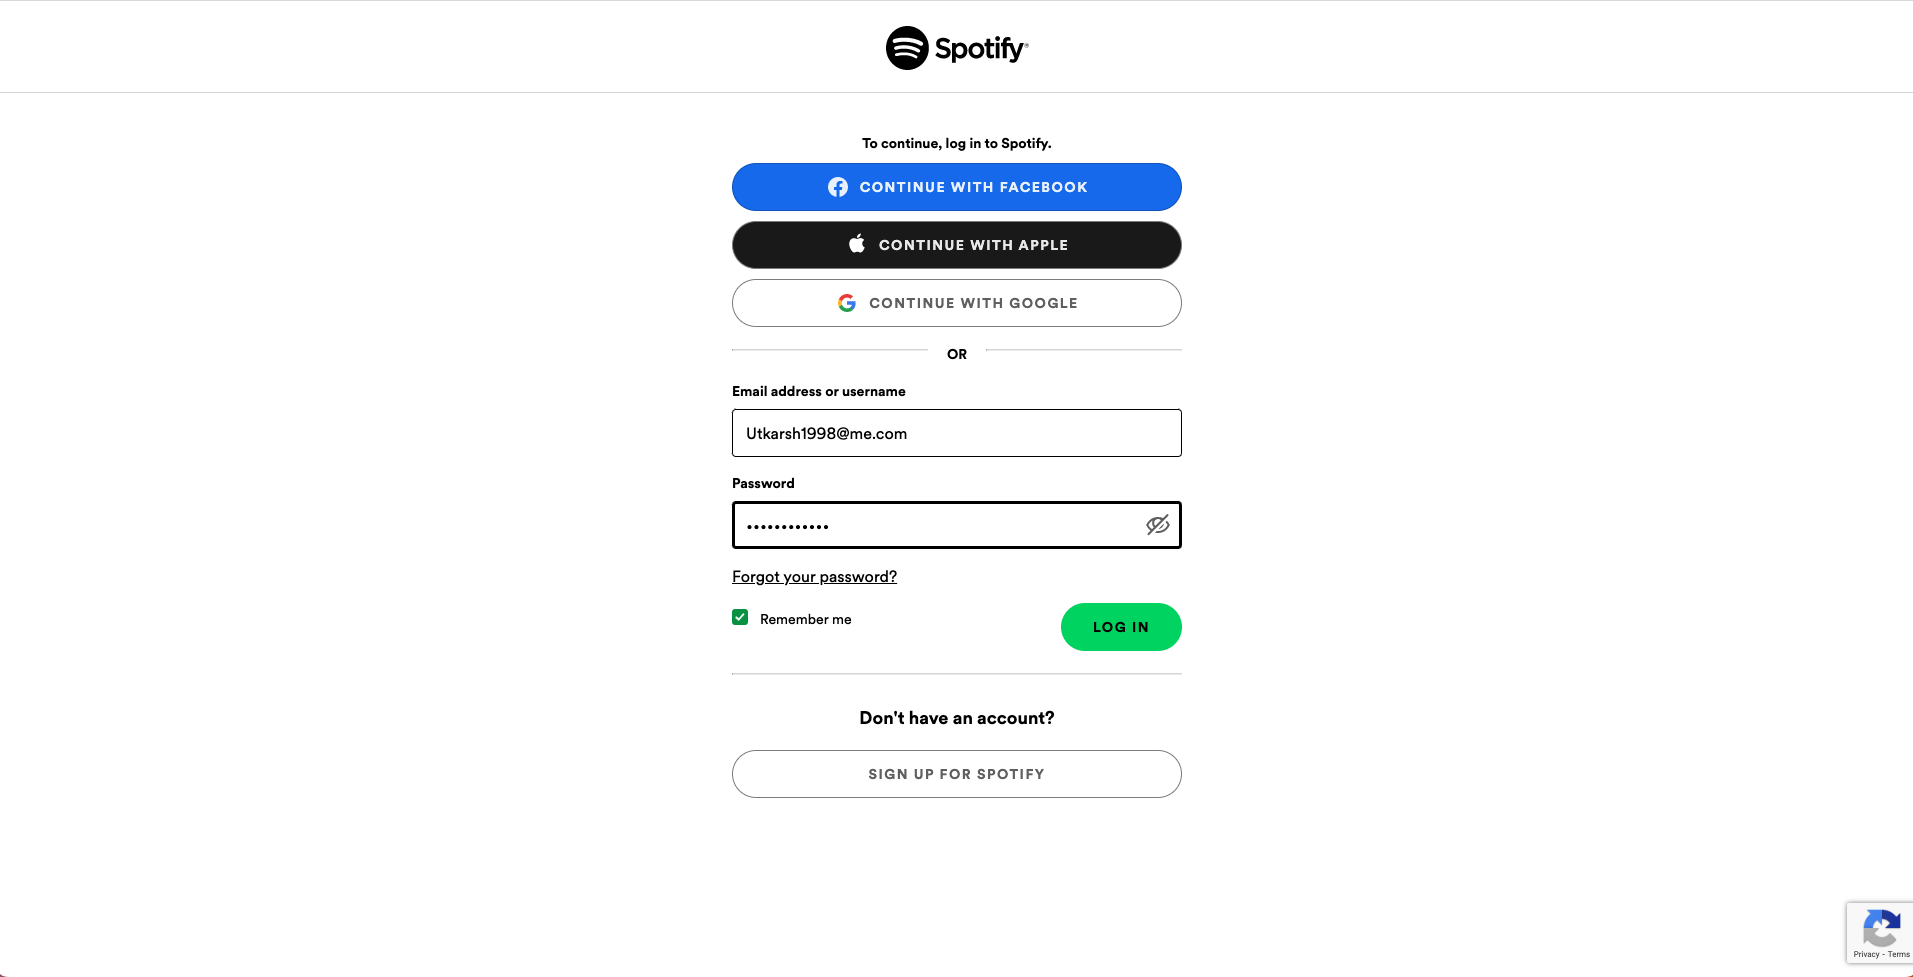 Spotify®
To continue, log in to Spotify.
CONTINUE WITH FACEBOOK
CONTINUE WITH APPLE
CONTINUE WITH GOOGLE
OR
Email address or username
Utkarsh1998@me.com
Password
••••••••••••
Forgot your password?
Remember me
LOG IN
Don't have an account?
SIGN UP FOR SPOTIFY
Privacy - Terms